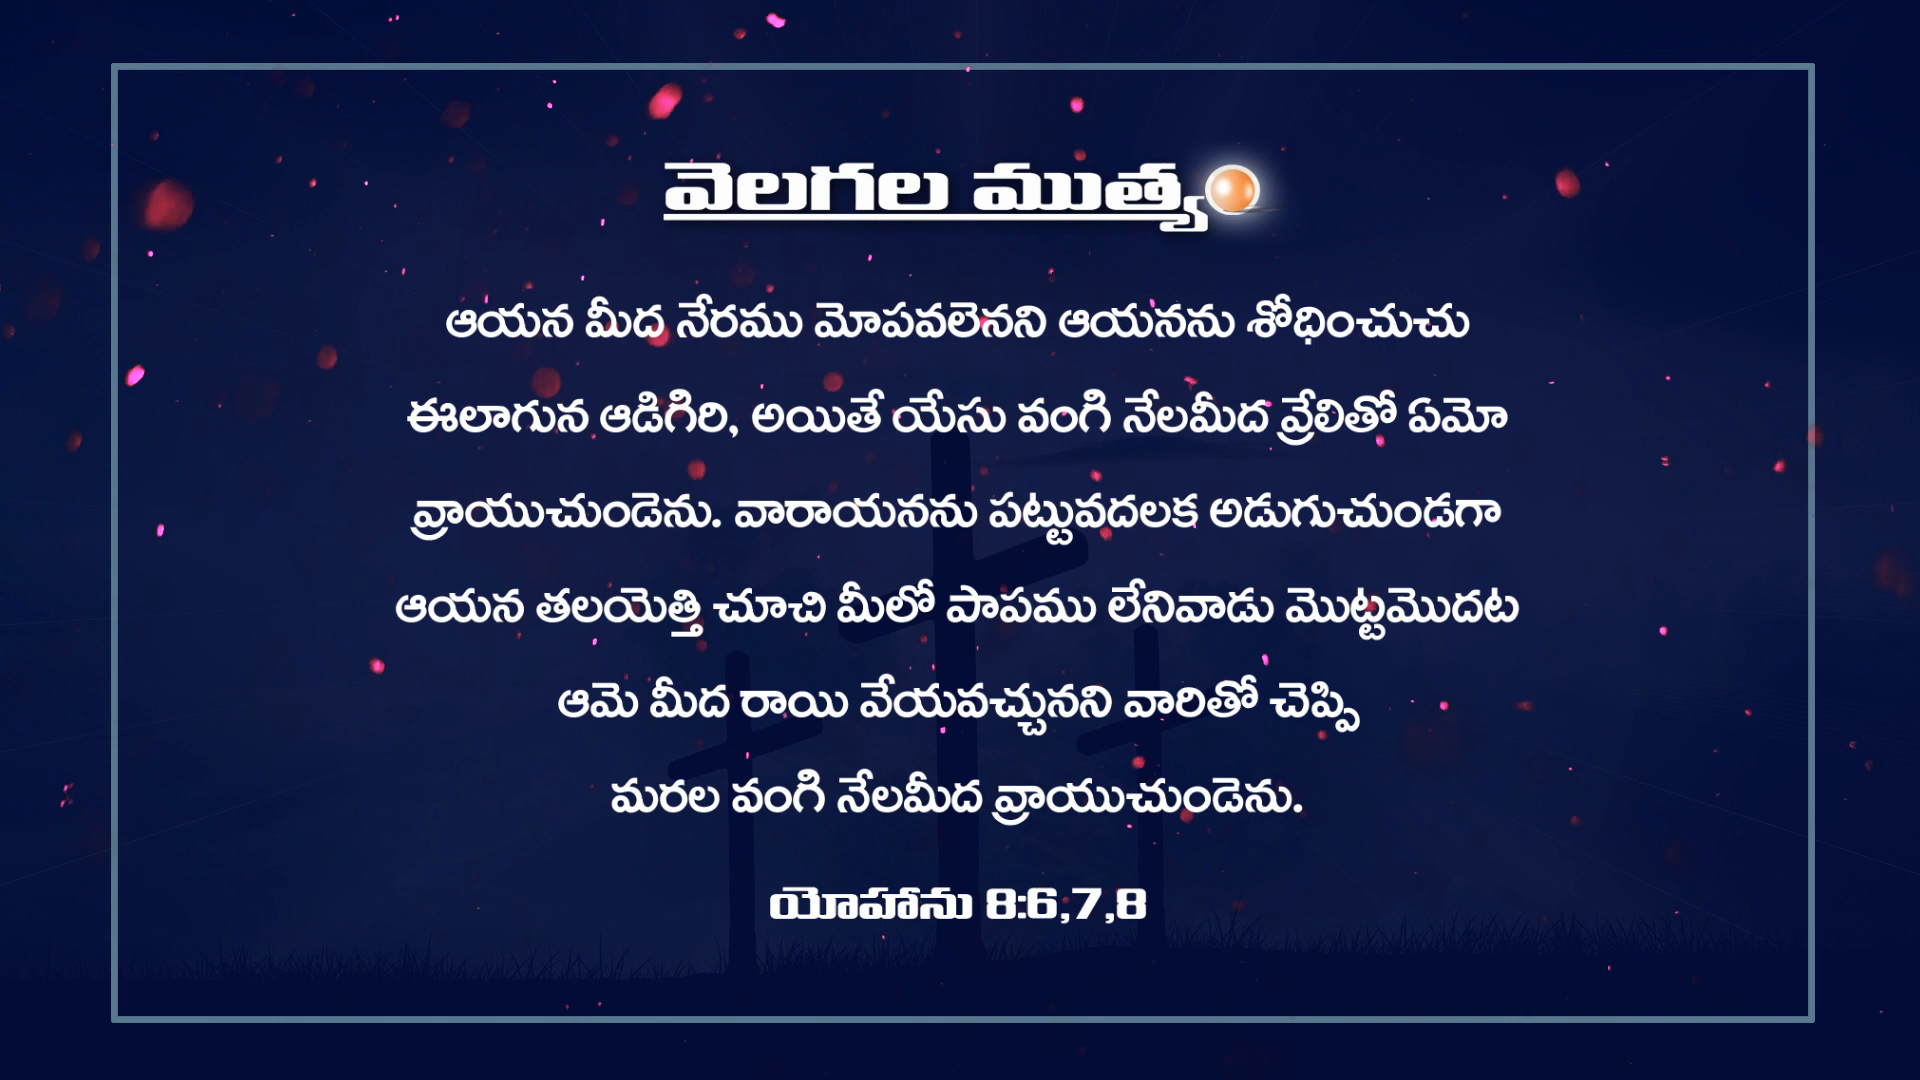 వెలగల ముత్యం
ఆయన మీద నేరము మోపవలెనని ఆయనను శోధించుచు
ఈలాగున ఆడిగిరి, అయితే యేసు వంగి నేలమీద వ్రేలితో ఏమో
వ్రాయుచుండెను. వారాయనను పట్టువదలక అడుగుచుండగా
ఆయన తలయెత్తి చూచి మీలో పాపము లేనివాడు మొట్టమొదట
ఆమె మీద రాయి వేయవచ్చునని వారితో చెప్పి
మరల వంగి నేలమీద వ్రాయుచుండెను.
యోహాను 8:6,7,8